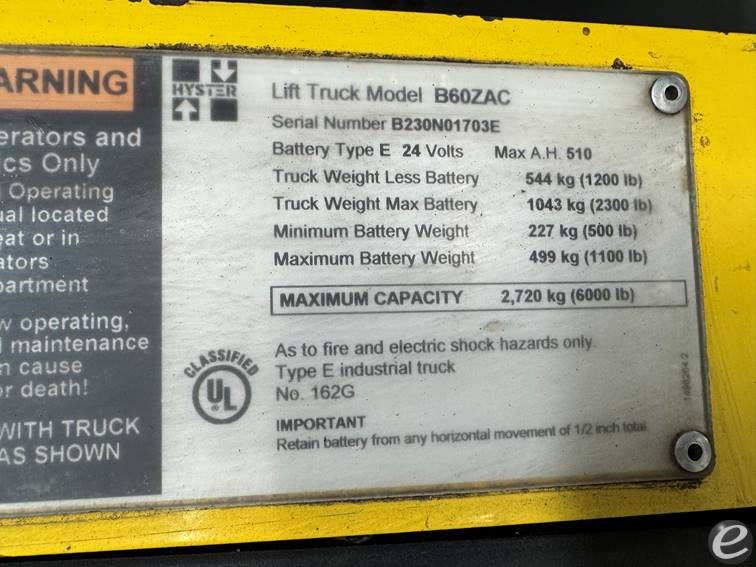 ARNING
erators and
cs Only
Operating
ual located
eat or in
ators
partment
w operating,
maintenance
n cause
or death!
WITH TRUCK
AS SHOWN
HYSTER
Lift Truck Model B60ZAC
Serial Number B230N01703E
Battery Type E 24 Volts Max A.H. 510
Truck Weight Less Battery 544 kg (1200 lb)
Truck Weight Max Battery 1043 kg (2300 lb)
Minimum Battery Weight 227 kg (500 lb)
Maximum Battery Weight 499 kg (1100 lb)
MAXIMUM CAPACITY 2,720 kg (6000 lb)
CLASSIFIED
UL
®
As to fire and electric shock hazards only.
Type E industrial truck
No. 162G
IMPORTANT
Retain battery from any horizontal movement of 1/2 inch total.
e